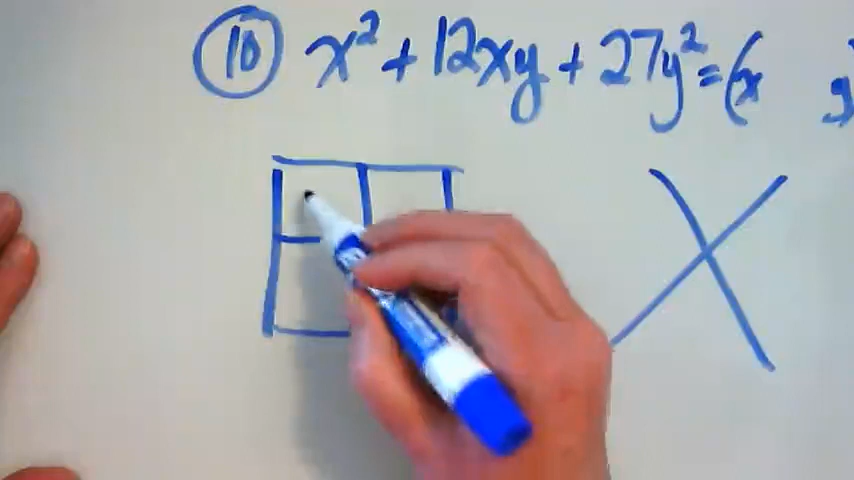 10 x² + 12xy + 27y² = (x y